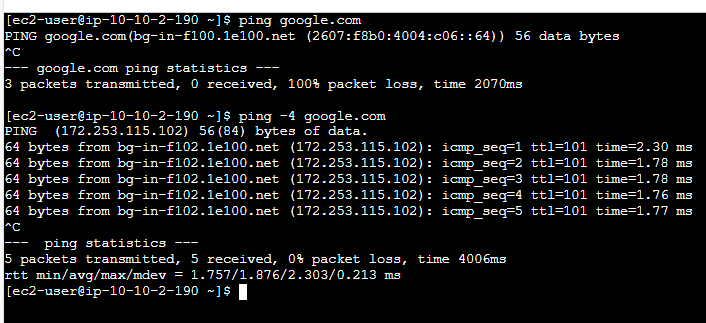 [ec2-user@ip-10-10-2-190 ~]$ ping google.com
PING google.com(bg-in-f100.1e100.net (2607:f8b0:4004:c06::64)) 56 data bytes
^C
--- google.com ping statistics ---
3 packets transmitted, 0 received, 100% packet loss, time 2070ms
[ec2-user@ip-10-10-2-190 ~]$ ping -4 google.com
PING  (172.253.115.102) 56(84) bytes of data.
64 bytes from bg-in-f102.1e100.net (172.253.115.102): icmp_seq=1 ttl=101 time=2.30 ms
64 bytes from bg-in-f102.1e100.net (172.253.115.102): icmp_seq=2 ttl=101 time=1.78 ms
64 bytes from bg-in-f102.1e100.net (172.253.115.102): icmp_seq=3 ttl=101 time=1.78 ms
64 bytes from bg-in-f102.1e100.net (172.253.115.102): icmp_seq=4 ttl=101 time=1.76 ms
64 bytes from bg-in-f102.1e100.net (172.253.115.102): icmp_seq=5 ttl=101 time=1.77 ms
^C
---  ping statistics ---
5 packets transmitted, 5 received, 0% packet loss, time 4006ms
rtt min/avg/max/mdev = 1.757/1.876/2.303/0.213 ms
[ec2-user@ip-10-10-2-190 ~]$